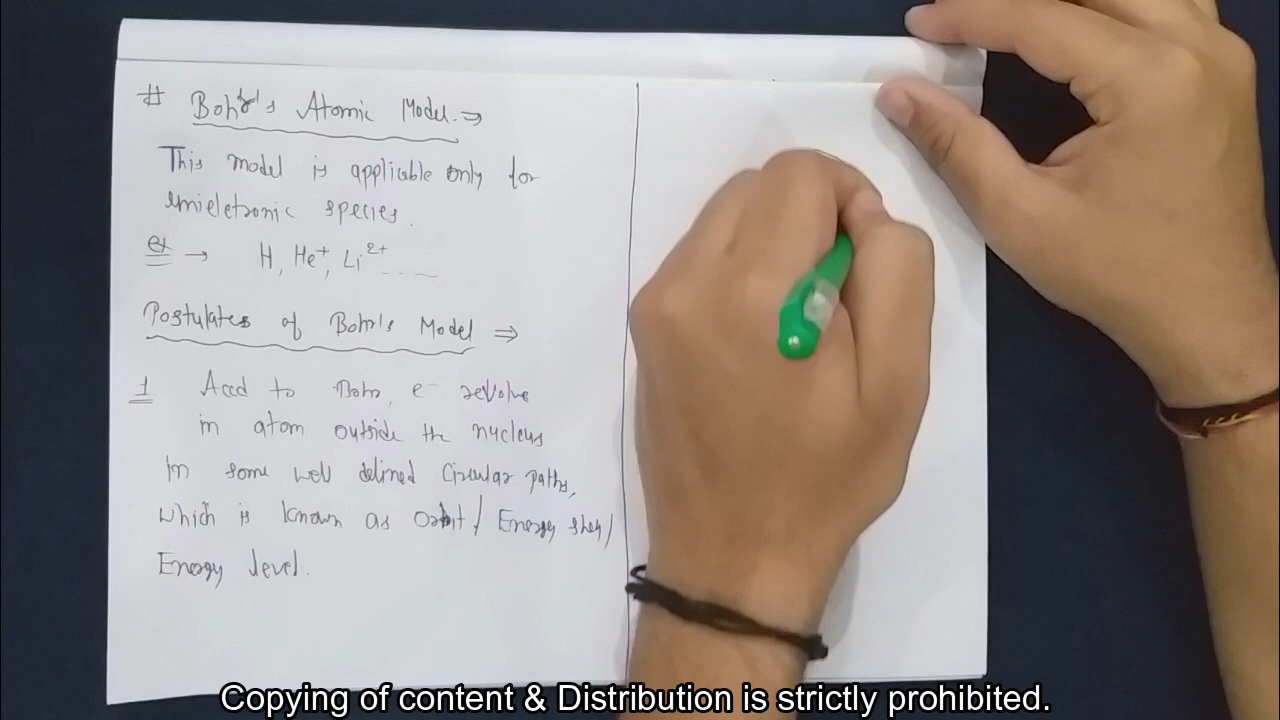 # Bohr's Atomic Model. ⇒
This model is applicable only for
Unieletronic species.
ex → H, He⁺, Li²⁺ ....
Postulates of Bohr's Model ⇒
1 Accd to Bohr, e⁻ revolve
in atom outside the nucleus
in some well defined Circular paths,
which is known as Orbit / Energy shell /
Energy level.
Copying of content & Distribution is strictly prohibited.